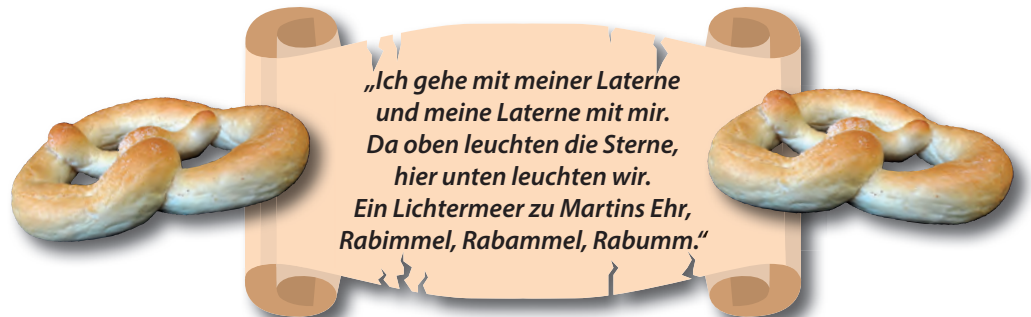 „Ich gehe mit meiner Laterne
und meine Laterne mit mir.
Da oben leuchten die Sterne,
hier unten leuchten wir.
Ein Lichtermeer zu Martins Ehr,
Rabimmel, Rabammel, Rabumm.“